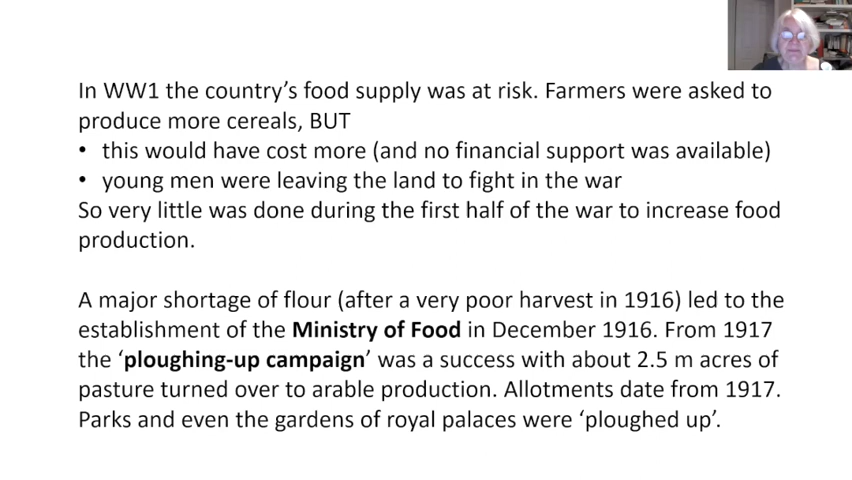 In WW1 the country’s food supply was at risk. Farmers were asked to
produce more cereals, BUT
• this would have cost more (and no financial support was available)
• young men were leaving the land to fight in the war
So very little was done during the first half of the war to increase food
production.
A major shortage of flour (after a very poor harvest in 1916) led to the
establishment of the Ministry of Food in December 1916. From 1917
the ‘ploughing-up campaign’ was a success with about 2.5 m acres of
pasture turned over to arable production. Allotments date from 1917.
Parks and even the gardens of royal palaces were ‘ploughed up’.